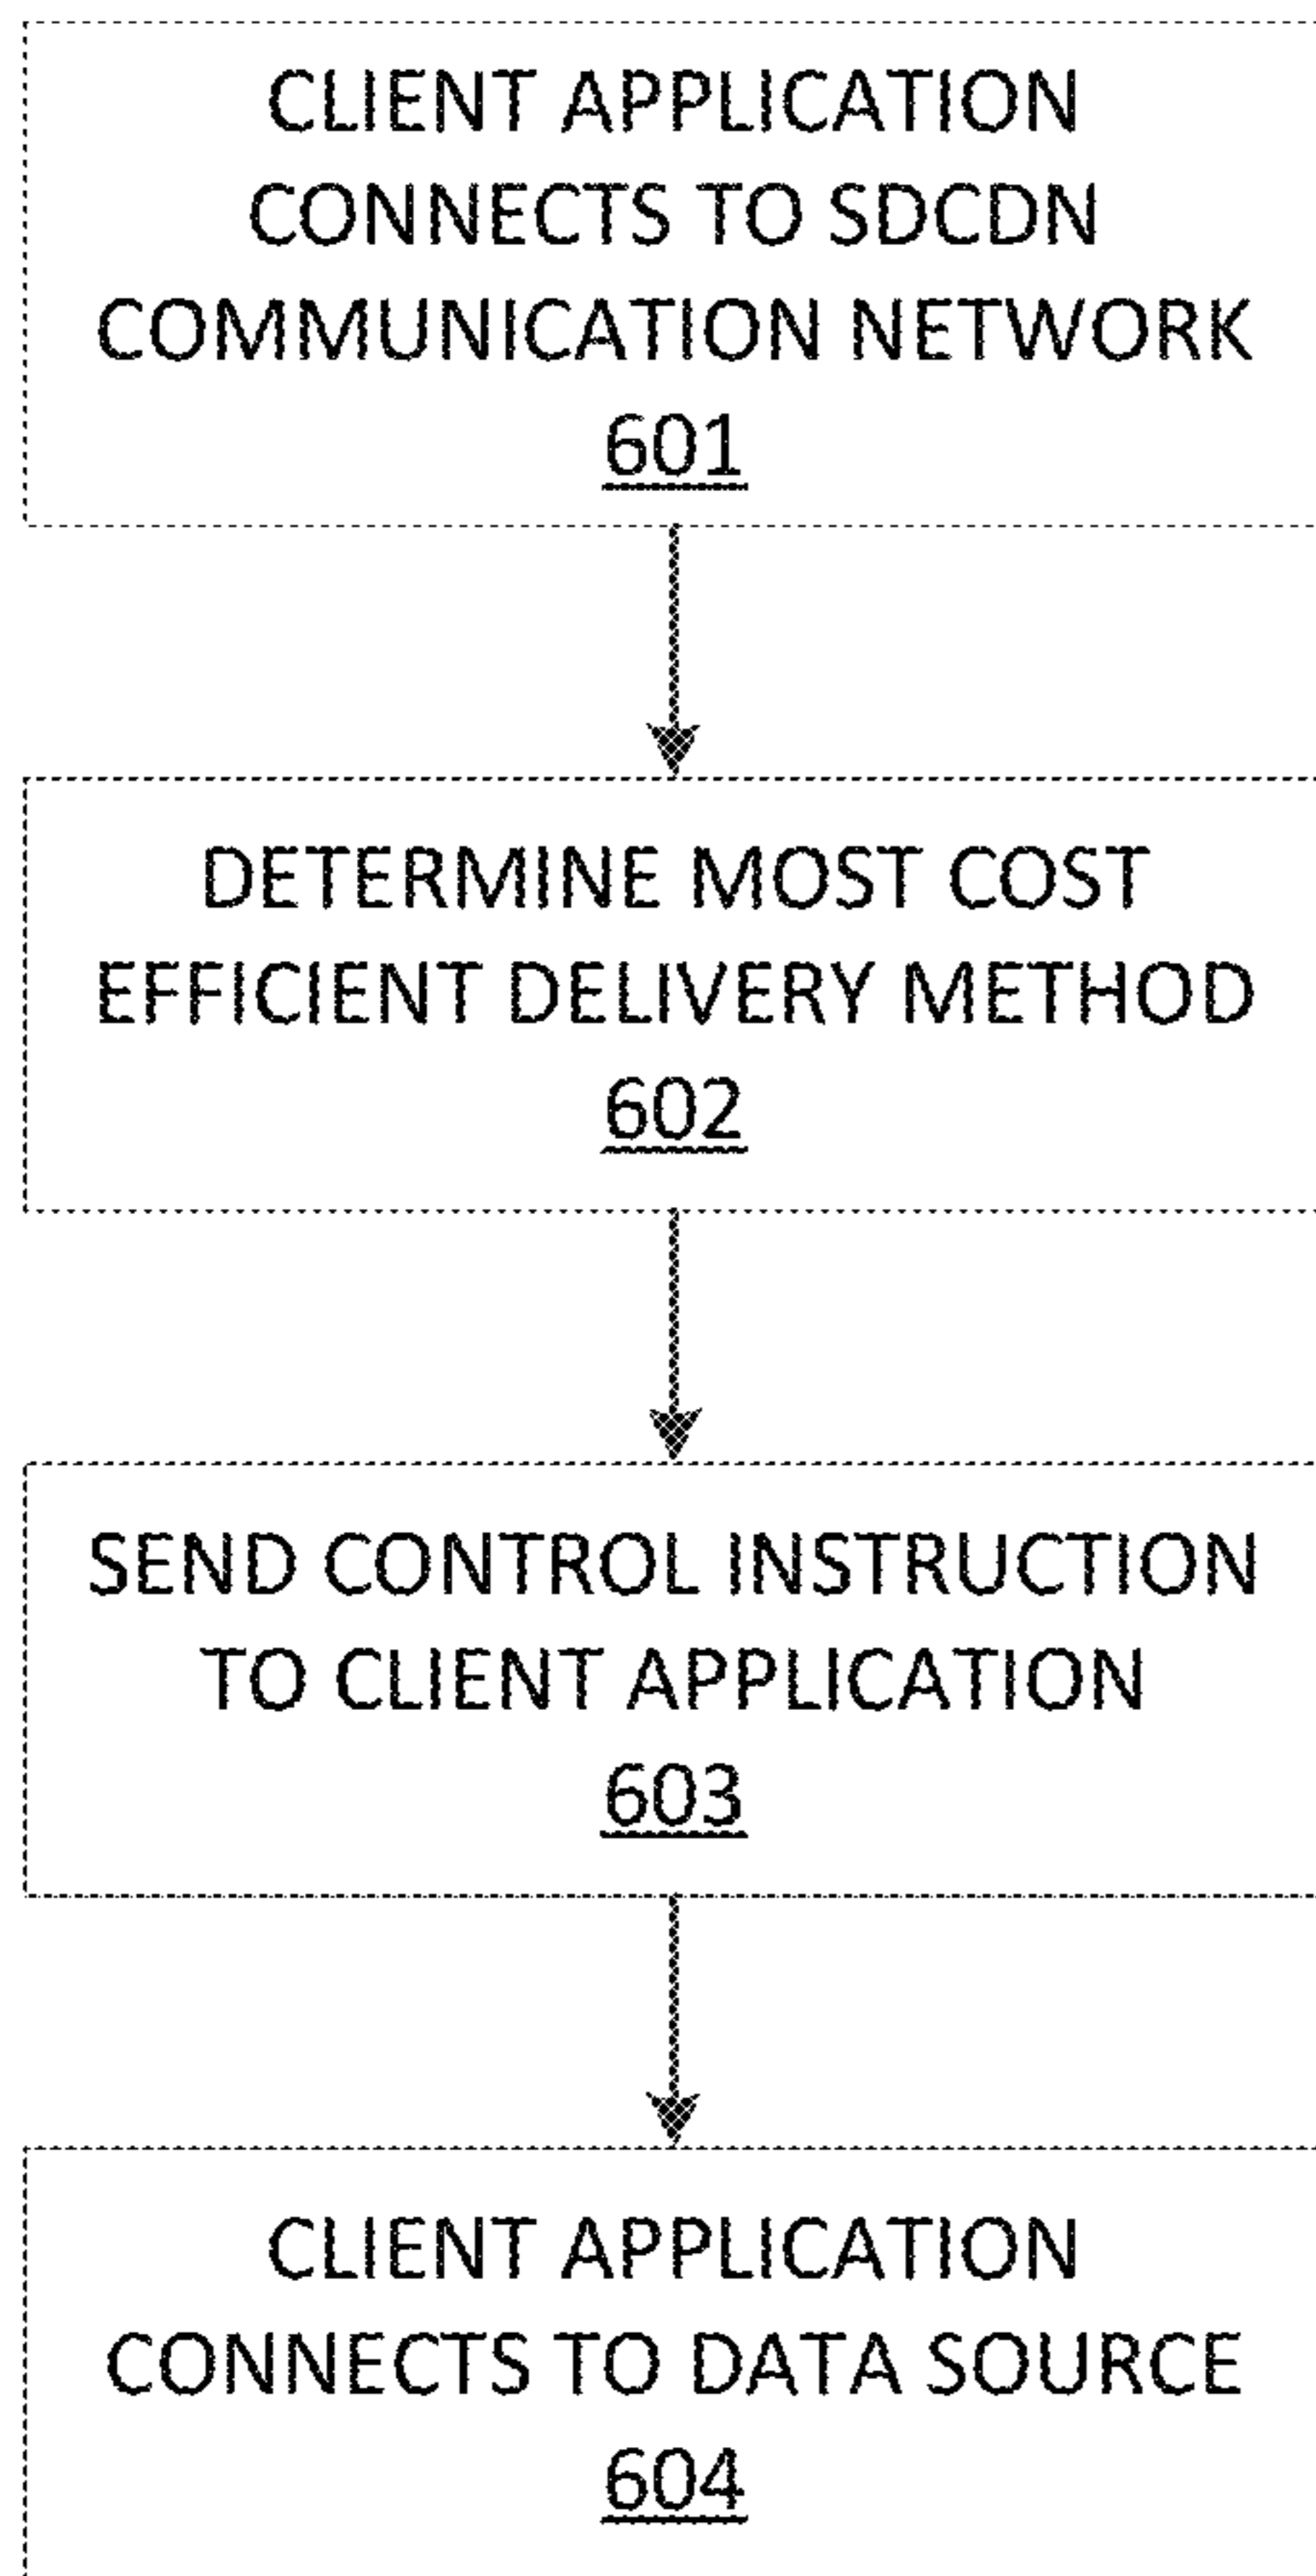 CLIENT APPLICATION
CONNECTS TO SDCDN
COMMUNICATION NETWORK
601
DETERMINE MOST COST
EFFICIENT DELIVERY METHOD
602
SEND CONTROL INSTRUCTION
TO CLIENT APPLICATION
603
CLIENT APPLICATION
CONNECTS TO DATA SOURCE
604